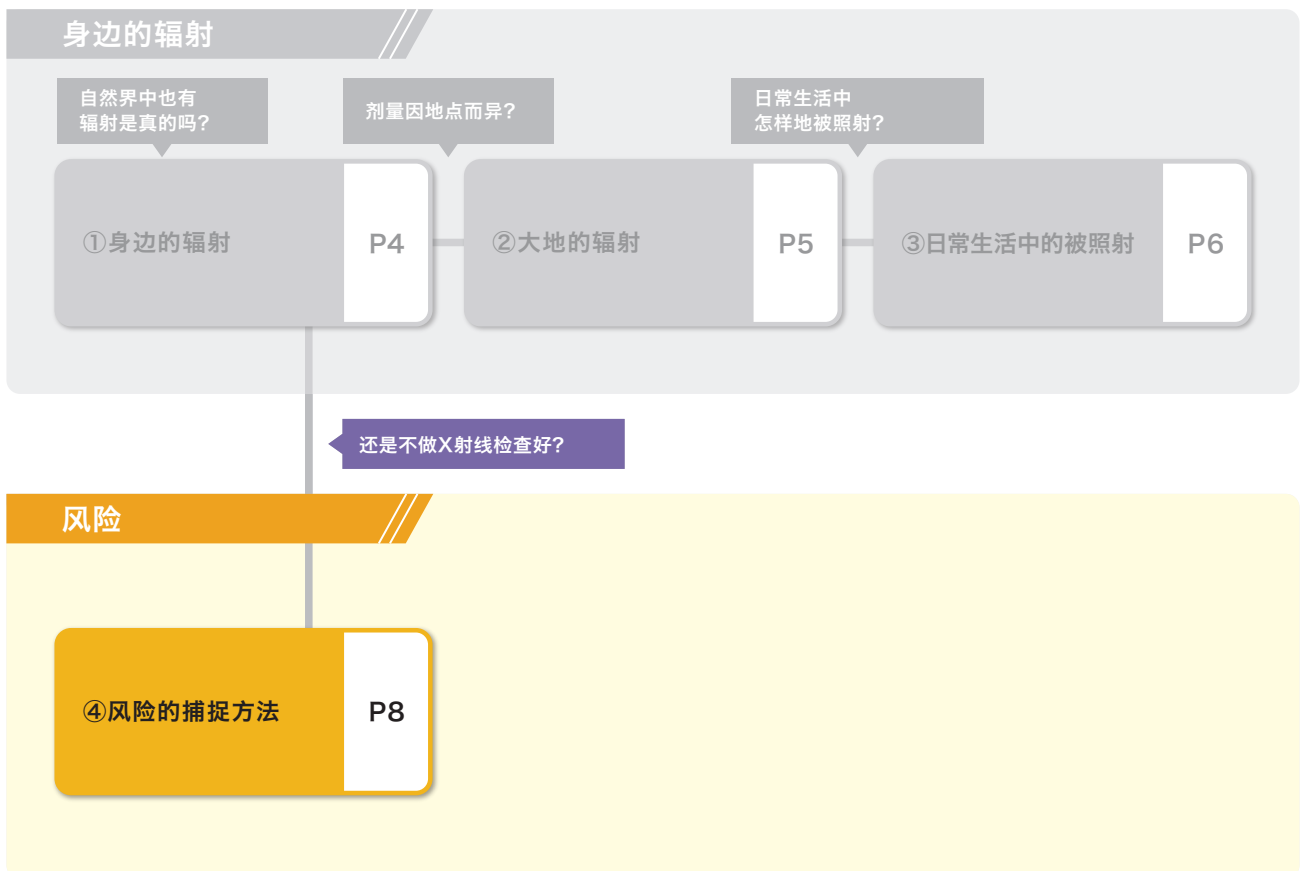 身边的辐射
自然界中也有
辐射是真的吗?
剂量因地点而异?
日常生活中
怎样地被照射?
①身边的辐射
P4
②大地的辐射
P5
③日常生活中的被照射
P6
还是不做X射线检查好?
风险
④风险的捕捉方法
P8